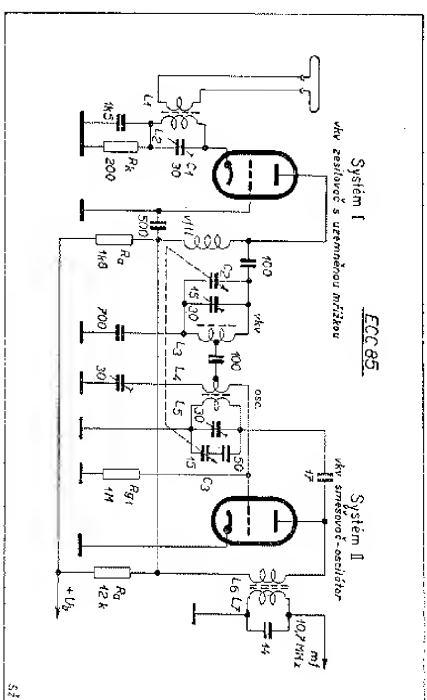 ECC 85
Systém I
vkv zesilovač s uzemněnou mřížkou
Systém II
vkv směšovač-oscilátor
L1
L2
C1
30
1k5
Rk
200
500
vf tl
Ra
1k8
100
C2
15
30
vkv
L3
700
100
L4
30
L5
osc.
30
50
15
C3
Rg1
1M
17
Ra
12k
+Ub
L6
L7
44
mf
10,7 MHz